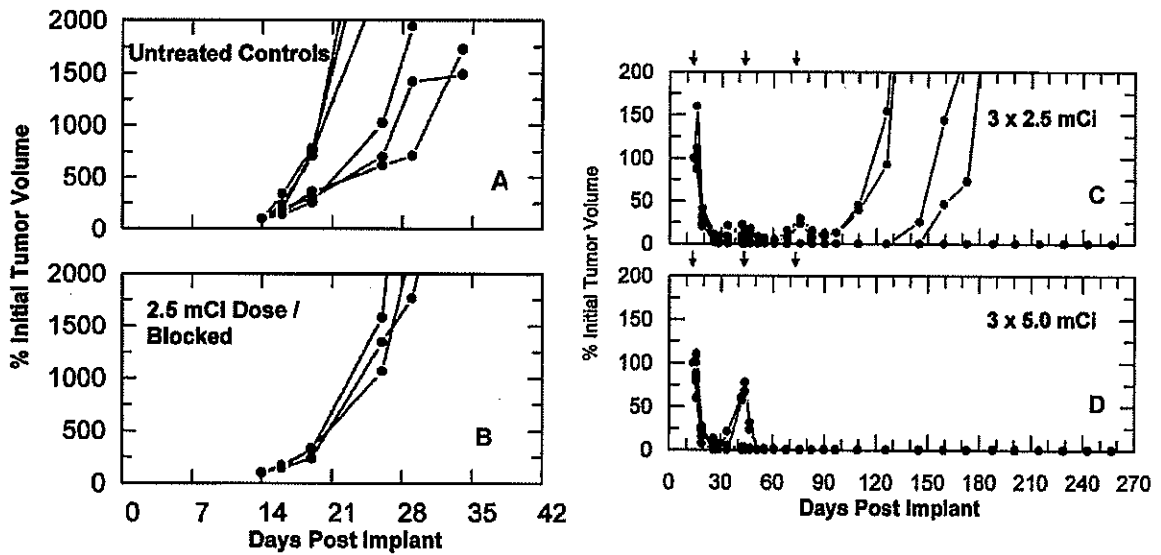 2000
1500
1000
500
0
Untreated Controls
A
% Initial Tumor Volume
2000
1500
1000
500
0
2.5 mCi Dose /
Blocked
B
0 7 14 21 28 35 42
Days Post Implant
200
150
100
50
0
3 x 2.5 mCi
C
% Initial Tumor Volume
200
150
100
50
0
3 x 5.0 mCi
D
0 30 60 90 120 150 180 210 240 270
Days Post Implant